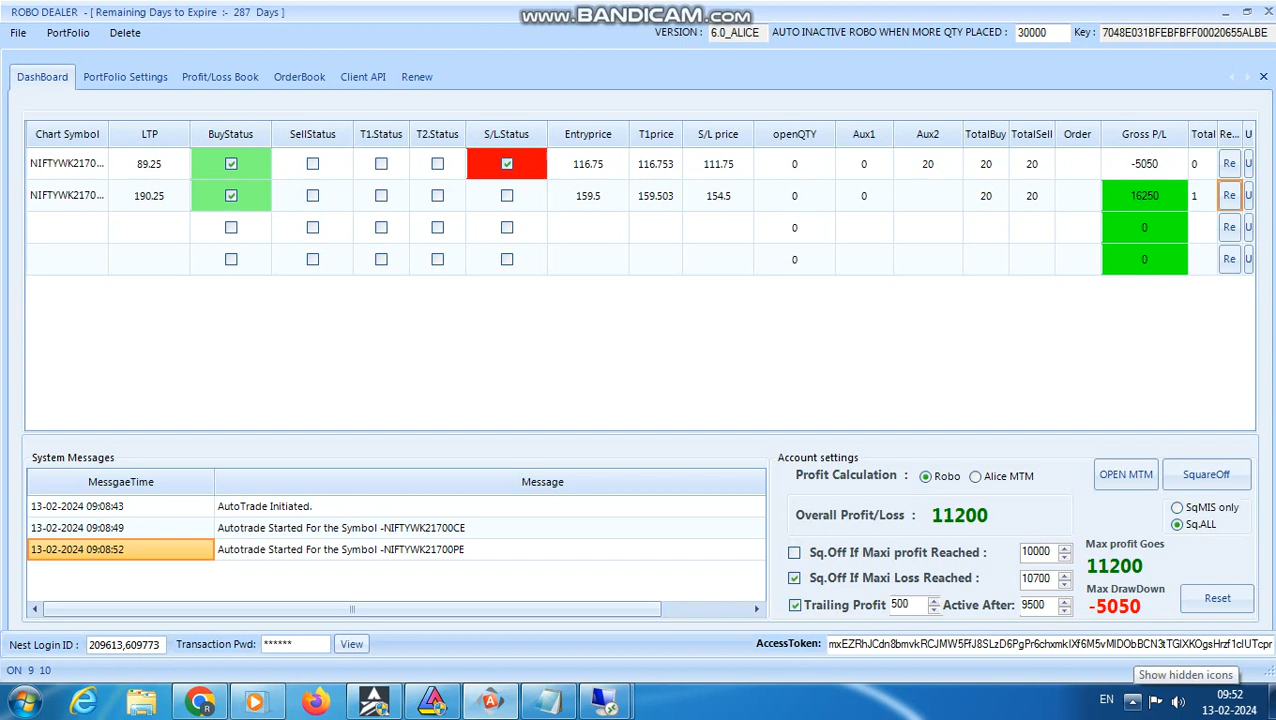 ROBO DEALER - [ Remaining Days to Expire :- 287 Days ]
www.BANDICAM.com
File PortFolio Delete
VERSION : 6.0_ALICE AUTO INACTIVE ROBO WHEN MORE QTY PLACED : 30000 Key : 7048E031BFEBFBFF00020655ALBE
DashBoard PortFolio Settings Profit/Loss Book OrderBook Client API Renew
Chart Symbol LTP BuyStatus SellStatus T1.Status T2.Status S/L.Status Entryprice T1price S/L price openQTY Aux1 Aux2 TotalBuy TotalSell Order Gross P/L Total Re... U
NIFTYWK2170... 89.25 116.75 116.753 111.75 0 0 20 20 20 -5050 0 Re U
NIFTYWK2170... 190.25 159.5 159.503 154.5 0 0 20 20 16250 1 Re U
0 0 Re U
0 0 Re U
System Messages
MessgaeTime Message
13-02-2024 09:08:43 AutoTrade Initiated.
13-02-2024 09:08:49 Autotrade Started For the Symbol -NIFTYWK21700CE
13-02-2024 09:08:52 Autotrade Started For the Symbol -NIFTYWK21700PE
Account settings
Profit Calculation : Robo Alice MTM OPEN MTM SquareOff
Overall Profit/Loss : 11200
SqMIS only
Sq.ALL
Sq.Off If Maxi profit Reached : 10000
Sq.Off If Maxi Loss Reached : 10700
Trailing Profit 500 Active After: 9500
Max profit Goes
11200
Max DrawDown
-5050
Reset
Nest Login ID : 209613,609773 Transaction Pwd: ****** View
AccessToken:
ON 9 10
Show hidden icons
EN 09:52
13-02-2024